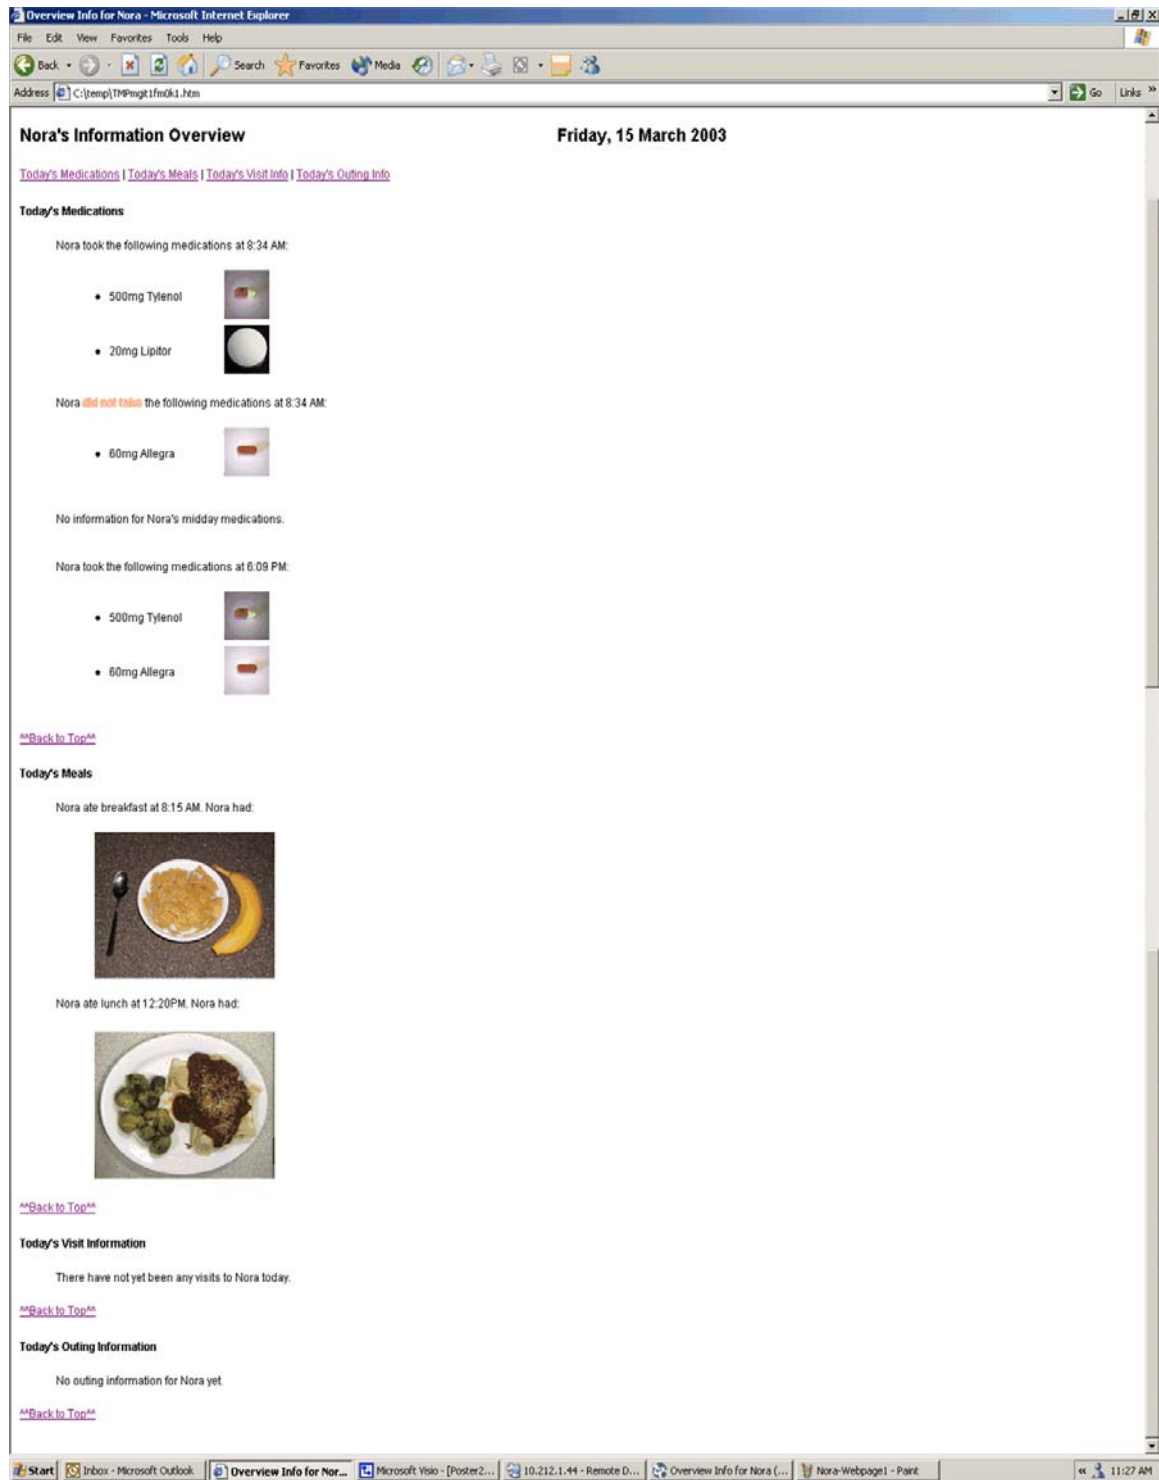 Overview Info for Nora - Microsoft Internet Explorer
File Edit View Favorites Tools Help
Back Search Favorites Media
Address C:\temp\TMPmgit1fm0k1.htm Go Links »
Nora's Information Overview Friday, 15 March 2003
Today's Medications | Today's Meals | Today's Visit Info | Today's Outing Info
Today's Medications
Nora took the following medications at 8:34 AM:
• 500mg Tylenol
• 20mg Lipitor
Nora did not take the following medications at 8:34 AM:
• 60mg Allegra
No information for Nora's midday medications.
Nora took the following medications at 6:09 PM:
• 500mg Tylenol
• 60mg Allegra
^^Back to Top^^
Today's Meals
Nora ate breakfast at 8:15 AM. Nora had:
Nora ate lunch at 12:20PM. Nora had:
^^Back to Top^^
Today's Visit Information
There have not yet been any visits to Nora today.
^^Back to Top^^
Today's Outing Information
No outing information for Nora yet.
^^Back to Top^^
Start Inbox - Microsoft Outlook Overview Info for Nor... Microsoft Visio - [Poster2... 10.212.1.44 - Remote D... Overview Info for Nora (... Nora-Webpage1 - Paint « 11:27 AM